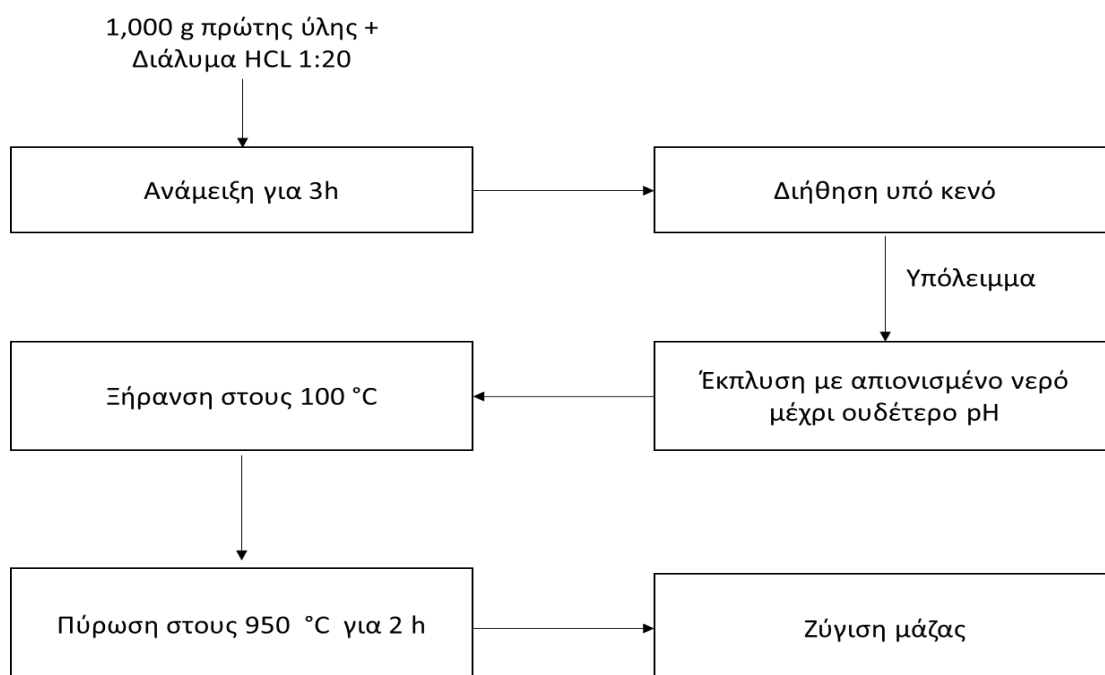 1,000 g πρώτης ύλης +
Διάλυμα HCL 1:20
Ανάμειξη για 3h
Διήθηση υπό κενό
Υπόλειμμα
Έκπλυση με απιονισμένο νερό
μέχρι ουδέτερο pH
Ξήρανση στους 100 °C
Πύρωση στους 950 °C για 2 h
Ζύγιση μάζας